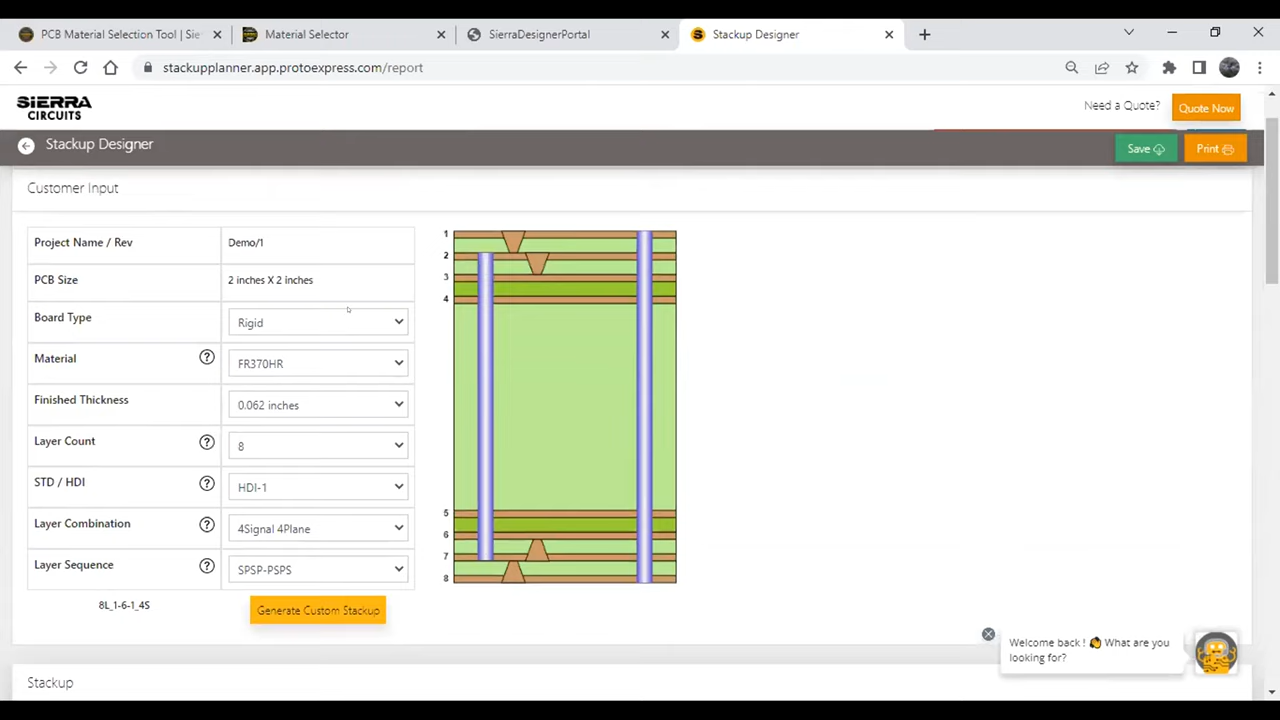 PCB Material Selection Tool | Sie
Material Selector
SierraDesignerPortal
Stackup Designer
stackupplanner.app.protoexpress.com/report
SIERRA
CIRCUITS
Need a Quote?
Quote Now
Stackup Designer
Save
Print
Customer Input
Project Name / Rev
Demo/1
PCB Size
2 inches X 2 inches
Board Type
Rigid
Material
?
FR370HR
Finished Thickness
0.062 inches
Layer Count
?
8
STD / HDI
?
HDI-1
Layer Combination
?
4Signal 4Plane
Layer Sequence
?
SPSP-PSPS
8L_1-6-1_4S
Generate Custom Stackup
1
2
3
4
5
6
7
8
Welcome back ! 👋 What are you
looking for?
Stackup